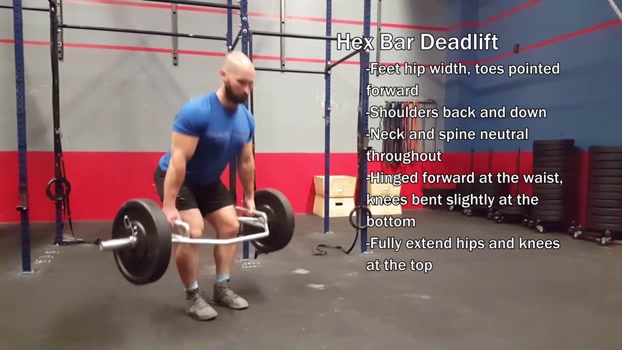 Hex Bar Deadlift
-Feet hip width, toes pointed
forward
-Shoulders back and down
-Neck and spine neutral
throughout
-Hinged forward at the waist,
knees bent slightly at the
bottom
-Fully extend hips and knees
at the top